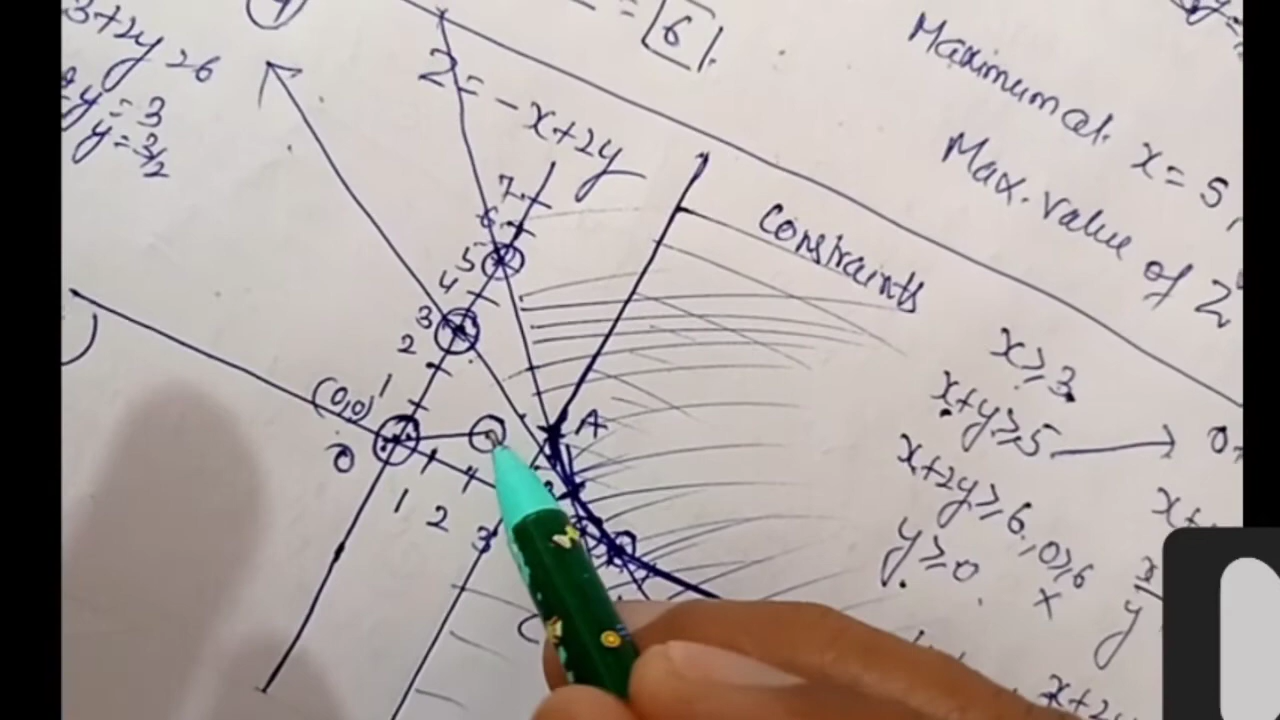 3+2y=6
y=3
y=3/2
= 6
Z=-x+2y
Maximum at x=5,
Max. value of Z
Constraints
x≥3
x+y≥5
x+2y≥6, 0≥6
y≥0 x
7
6
5
4
3
2
1
(0,0)
0
1 2 3
A
x
y
x+2y